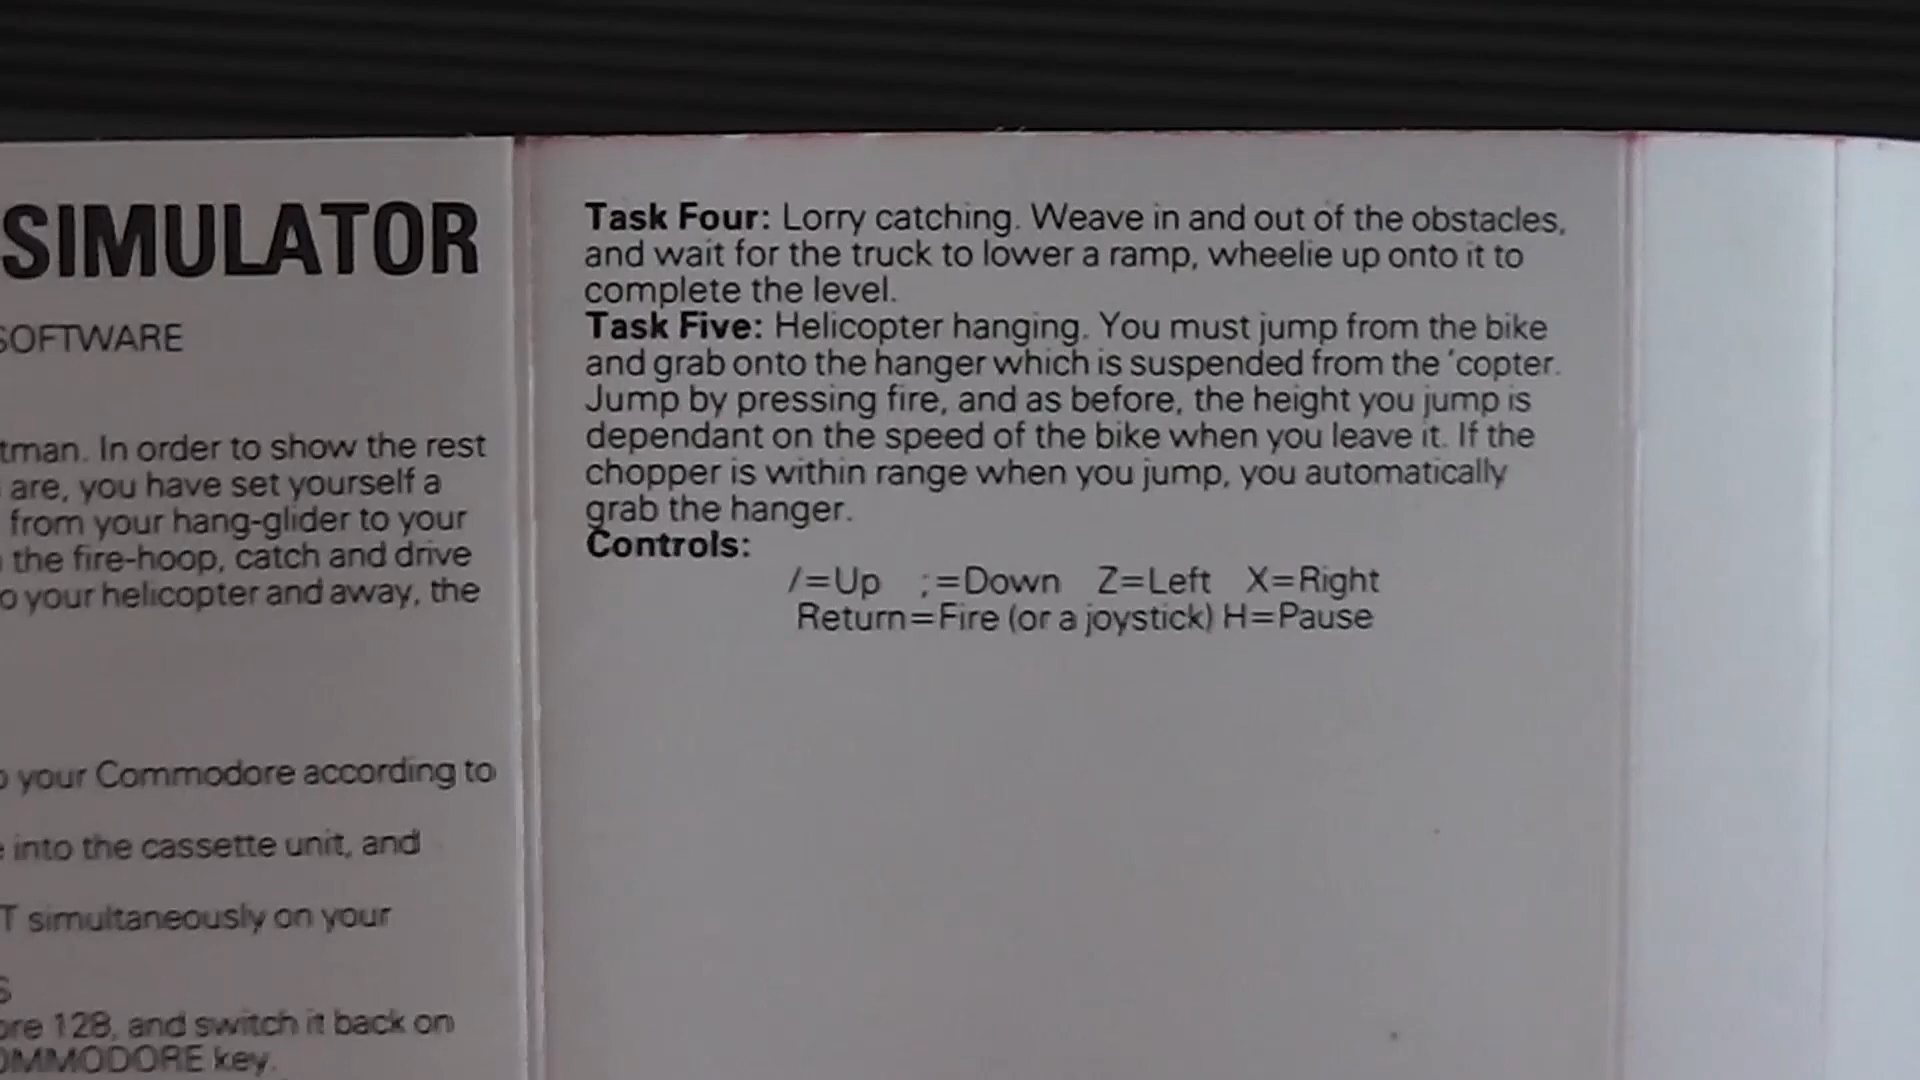 SIMULATOR
SOFTWARE
In order to show the rest
are, you have set yourself a
from your hang-glider to your
the fire-hoop, catch and drive
your helicopter and away, the
your Commodore according to
into the cassette unit, and
simultaneously on your
128, and switch it back on
COMMODORE key.
Task Four: Lorry catching. Weave in and out of the obstacles,
and wait for the truck to lower a ramp, wheelie up onto it to
complete the level.
Task Five: Helicopter hanging. You must jump from the bike
and grab onto the hanger which is suspended from the 'copter.
Jump by pressing fire, and as before, the height you jump is
dependant on the speed of the bike when you leave it. If the
chopper is within range when you jump, you automatically
grab the hanger.
Controls:
/=Up ;=Down Z=Left X=Right
Return=Fire (or a joystick) H=Pause